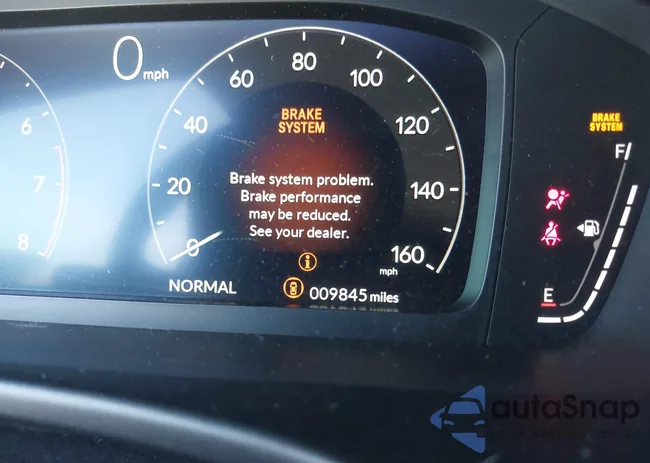 0 mph
60
80
100
40
120
20
140
0
160
mph
6
7
8
BRAKE
SYSTEM
Brake system problem.
Brake performance
may be reduced.
See your dealer.
NORMAL
009845 miles
BRAKE
SYSTEM
F
E
autaSnap